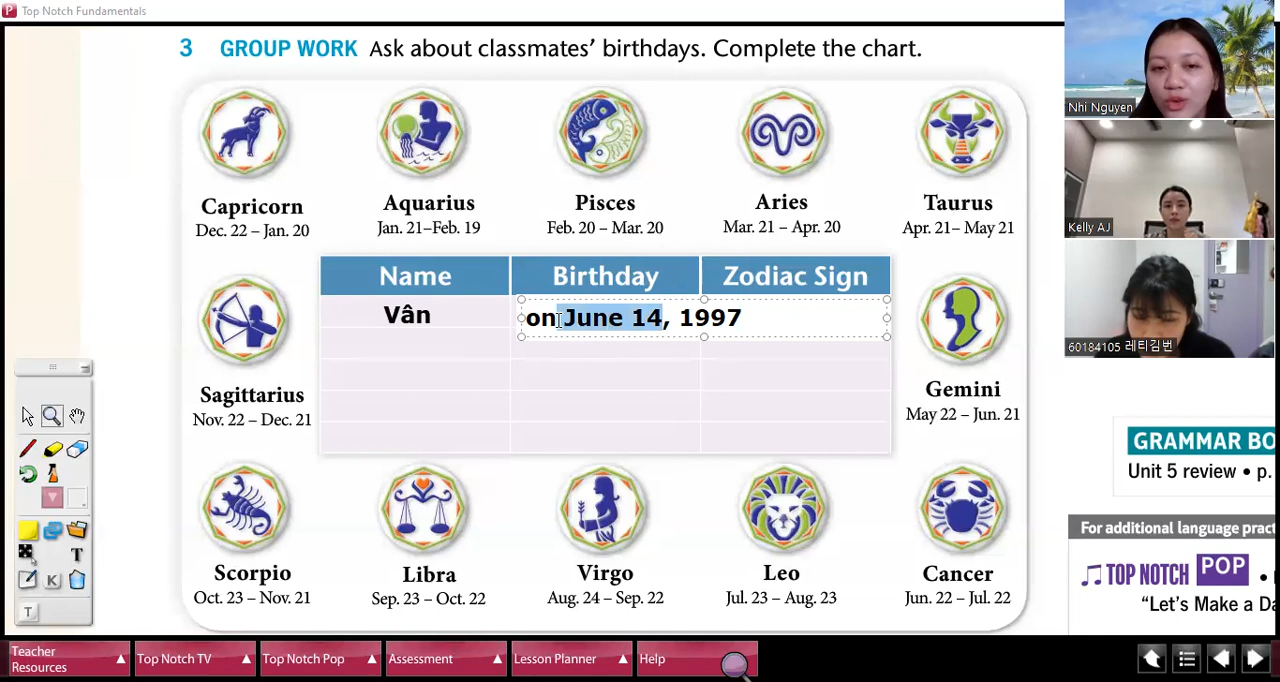 Top Notch Fundamentals
3 GROUP WORK Ask about classmates' birthdays. Complete the chart.
Capricorn
Dec. 22 – Jan. 20
Aquarius
Jan. 21–Feb. 19
Pisces
Feb. 20 – Mar. 20
Aries
Mar. 21 – Apr. 20
Taurus
Apr. 21– May 21
Name Birthday Zodiac Sign
Vân on June 14, 1997
Sagittarius
Nov. 22 – Dec. 21
Gemini
May 22 – Jun. 21
Scorpio
Oct. 23 – Nov. 21
Libra
Sep. 23 – Oct. 22
Virgo
Aug. 24 – Sep. 22
Leo
Jul. 23 – Aug. 23
Cancer
Jun. 22 – Jul. 22
Nhi Nguyen
Kelly AJ
60184105 레티김번
GRAMMAR BO
Unit 5 review • p.
For additional language pract
TOP NOTCH POP •
"Let's Make a Da
T
K
T
Teacher
Resources
Top Notch TV
Top Notch Pop
Assessment
Lesson Planner
Help